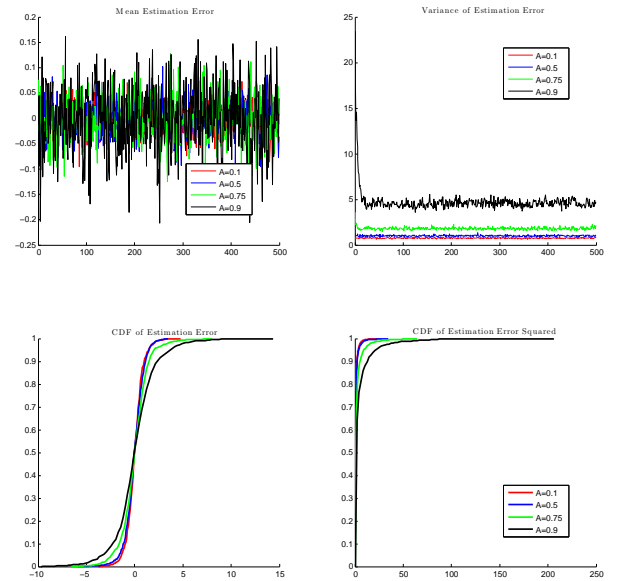 Mean Estimation Error
0.2
0.15
0.1
0.05
0
−0.05
−0.1
−0.15
−0.2
−0.25
0 100 200 300 400 500
A=0.1
A=0.5
A=0.75
A=0.9
Variance of Estimation Error
25
20
15
10
5
0
0 100 200 300 400 500
A=0.1
A=0.5
A=0.75
A=0.9
CDF of Estimation Error
1
0.9
0.8
0.7
0.6
0.5
0.4
0.3
0.2
0.1
0
−10 −5 0 5 10 15
CDF of Estimation Error Squared
1
0.9
0.8
0.7
0.6
0.5
0.4
0.3
0.2
0.1
0
0 50 100 150 200 250
A=0.1
A=0.5
A=0.75
A=0.9